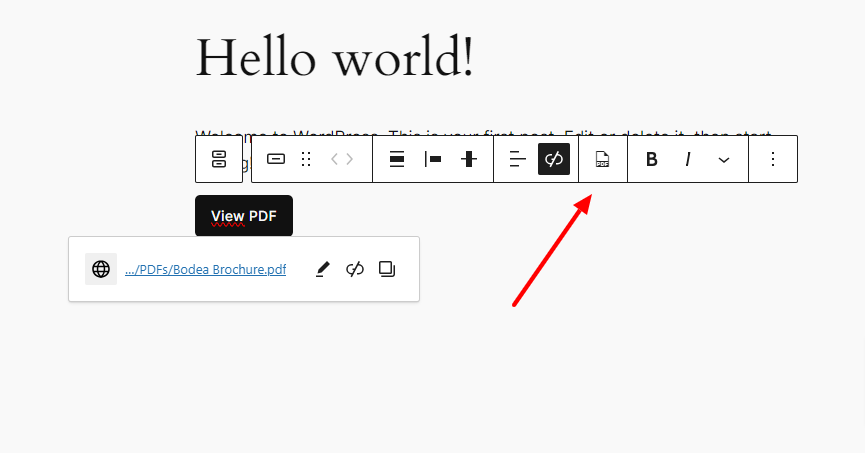 Hello world!
Welcome to WordPress. This is your first post. Edit or delete it, then start
PDF
B I
View PDF
.../PDFs/Bodea Brochure.pdf